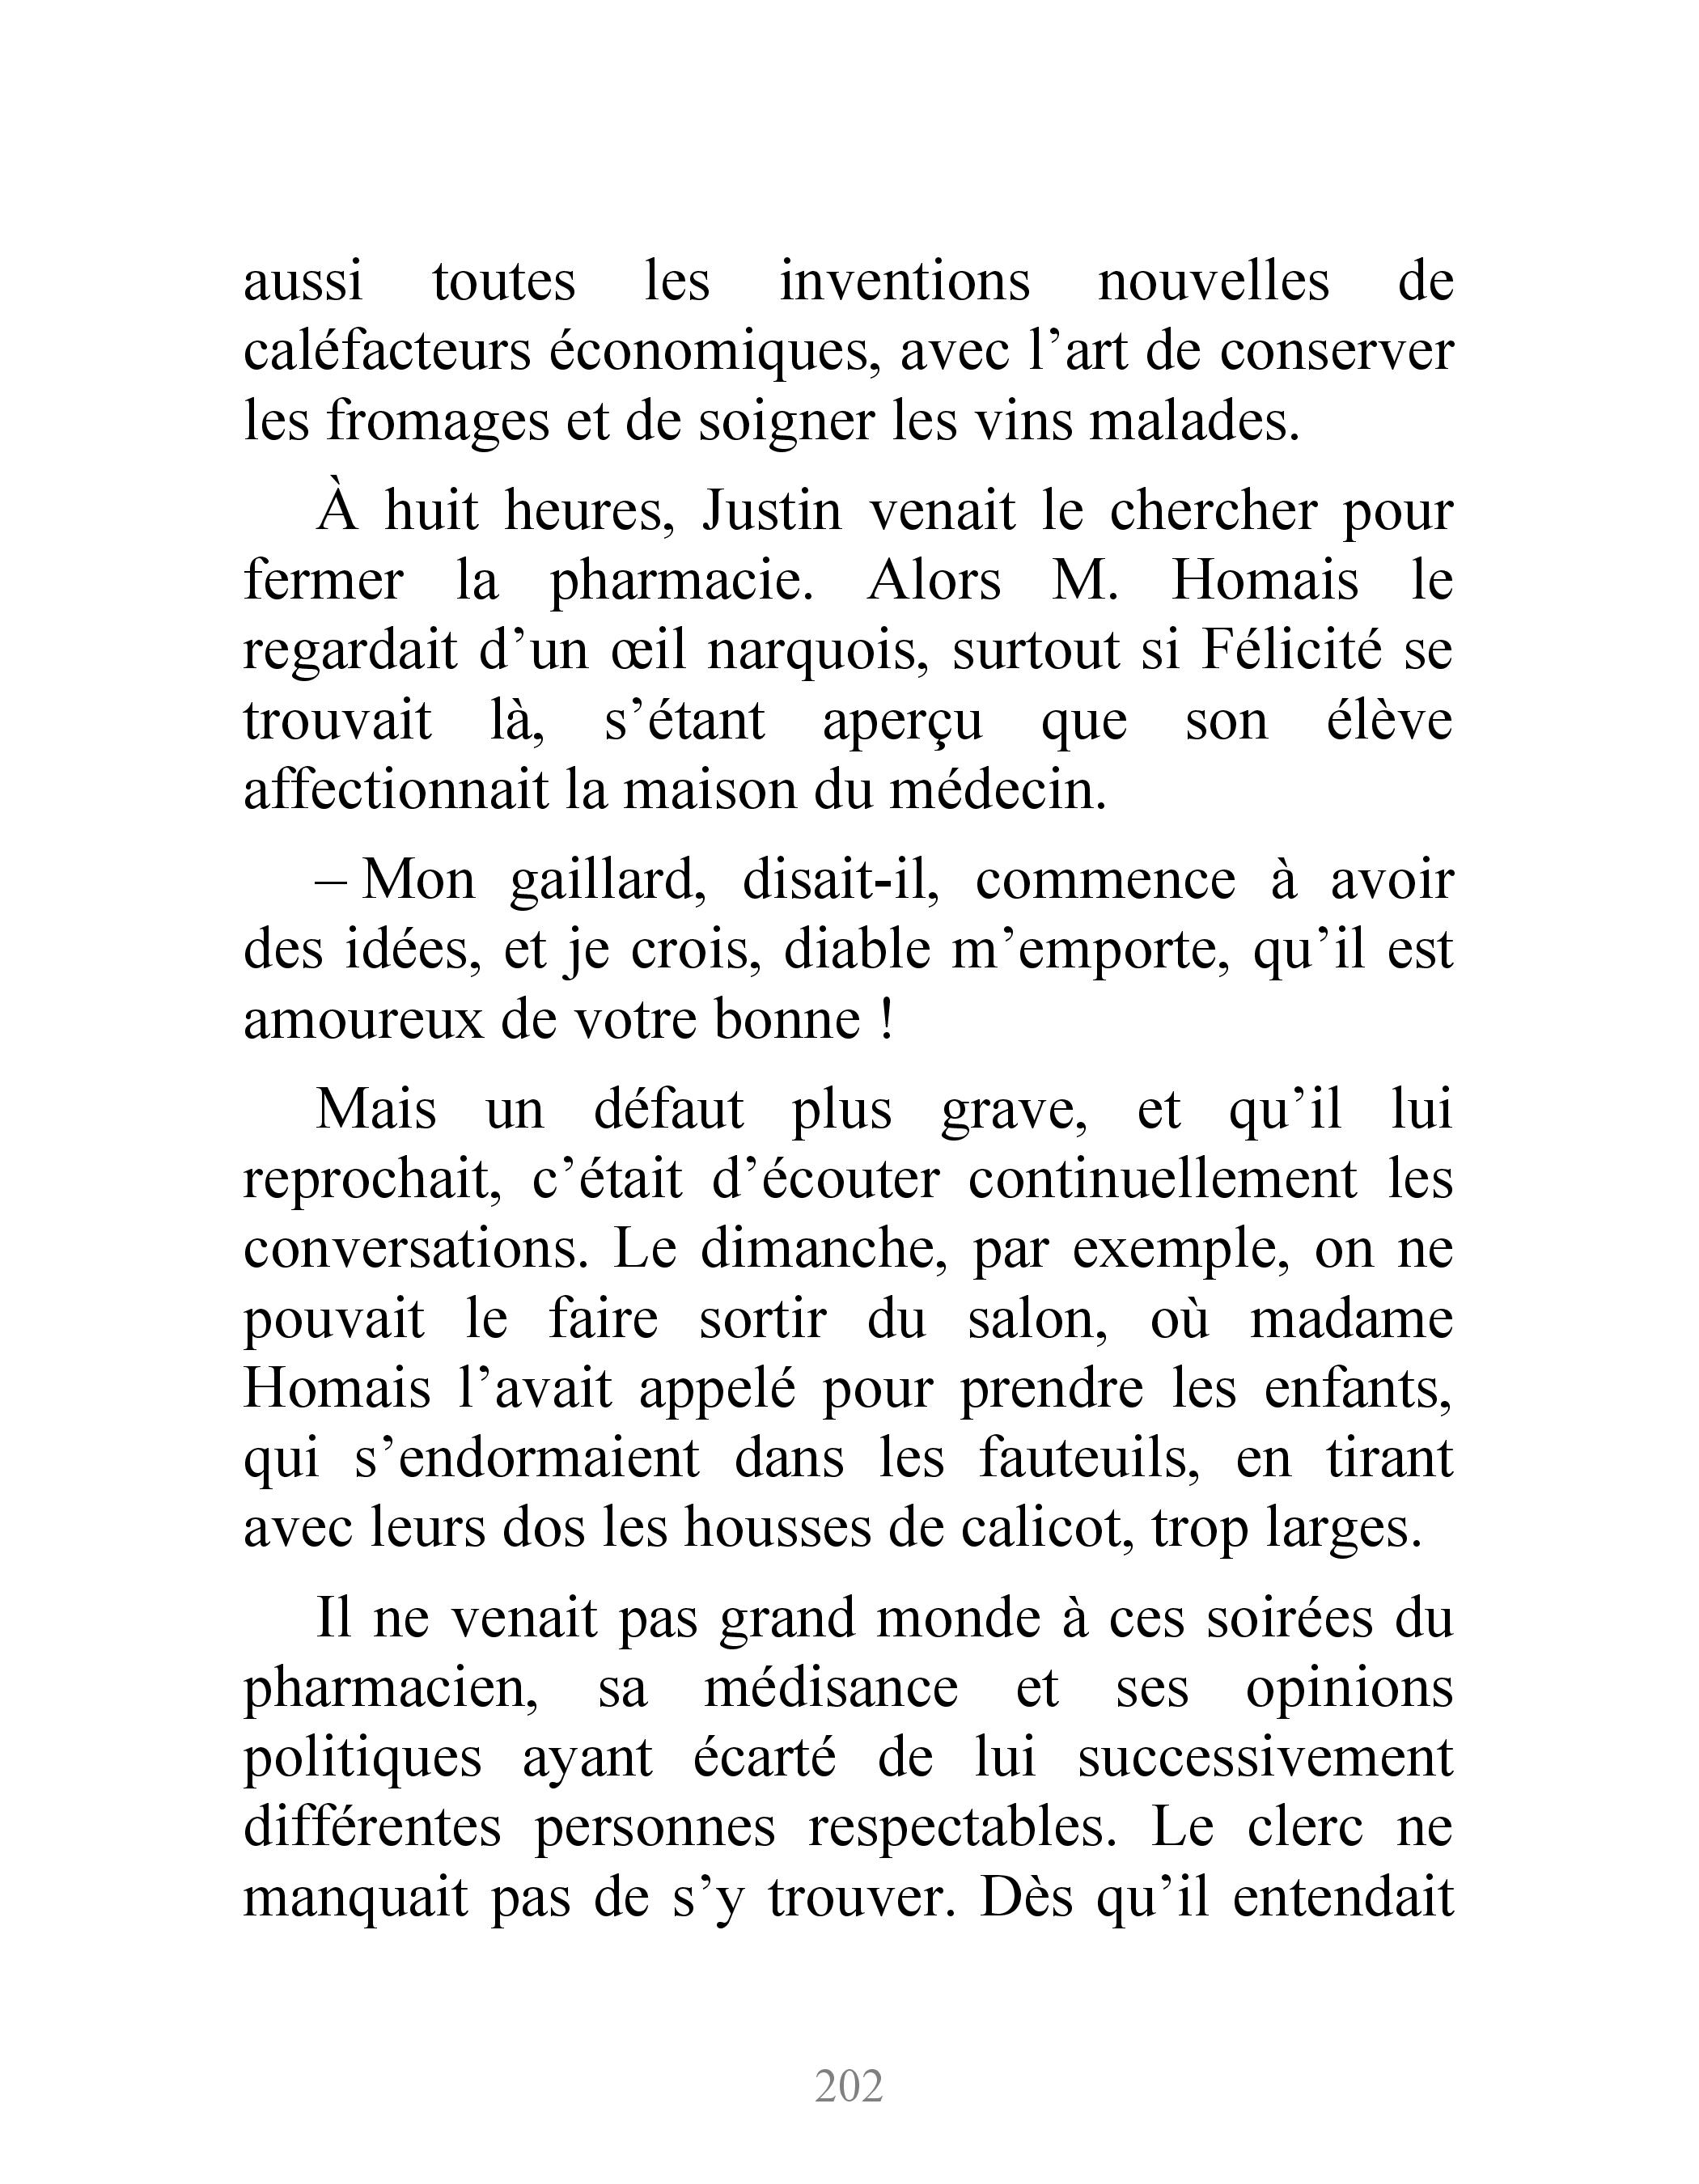 aussi toutes les inventions nouvelles de
caléfacteurs économiques, avec l’art de conserver
les fromages et de soigner les vins malades.
À huit heures, Justin venait le chercher pour
fermer la pharmacie. Alors M. Homais le
regardait d’un œil narquois, surtout si Félicité se
trouvait là, s’étant aperçu que son élève
affectionnait la maison du médecin.
– Mon gaillard, disait-il, commence à avoir
des idées, et je crois, diable m’emporte, qu’il est
amoureux de votre bonne !
Mais un défaut plus grave, et qu’il lui
reprochait, c’était d’écouter continuellement les
conversations. Le dimanche, par exemple, on ne
pouvait le faire sortir du salon, où madame
Homais l’avait appelé pour prendre les enfants,
qui s’endormaient dans les fauteuils, en tirant
avec leurs dos les housses de calicot, trop larges.
Il ne venait pas grand monde à ces soirées du
pharmacien, sa médisance et ses opinions
politiques ayant écarté de lui successivement
différentes personnes respectables. Le clerc ne
manquait pas de s’y trouver. Dès qu’il entendait
202